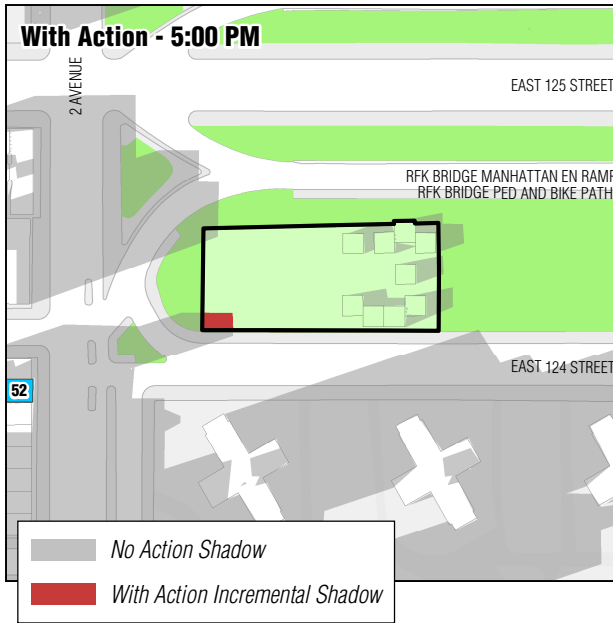 With Action - 5:00 PM
2 AVENUE
EAST 125 STREET
RFK BRIDGE MANHATTAN EN RAMP
RFK BRIDGE PED AND BIKE PATH
EAST 124 STREET
52
No Action Shadow
With Action Incremental Shadow